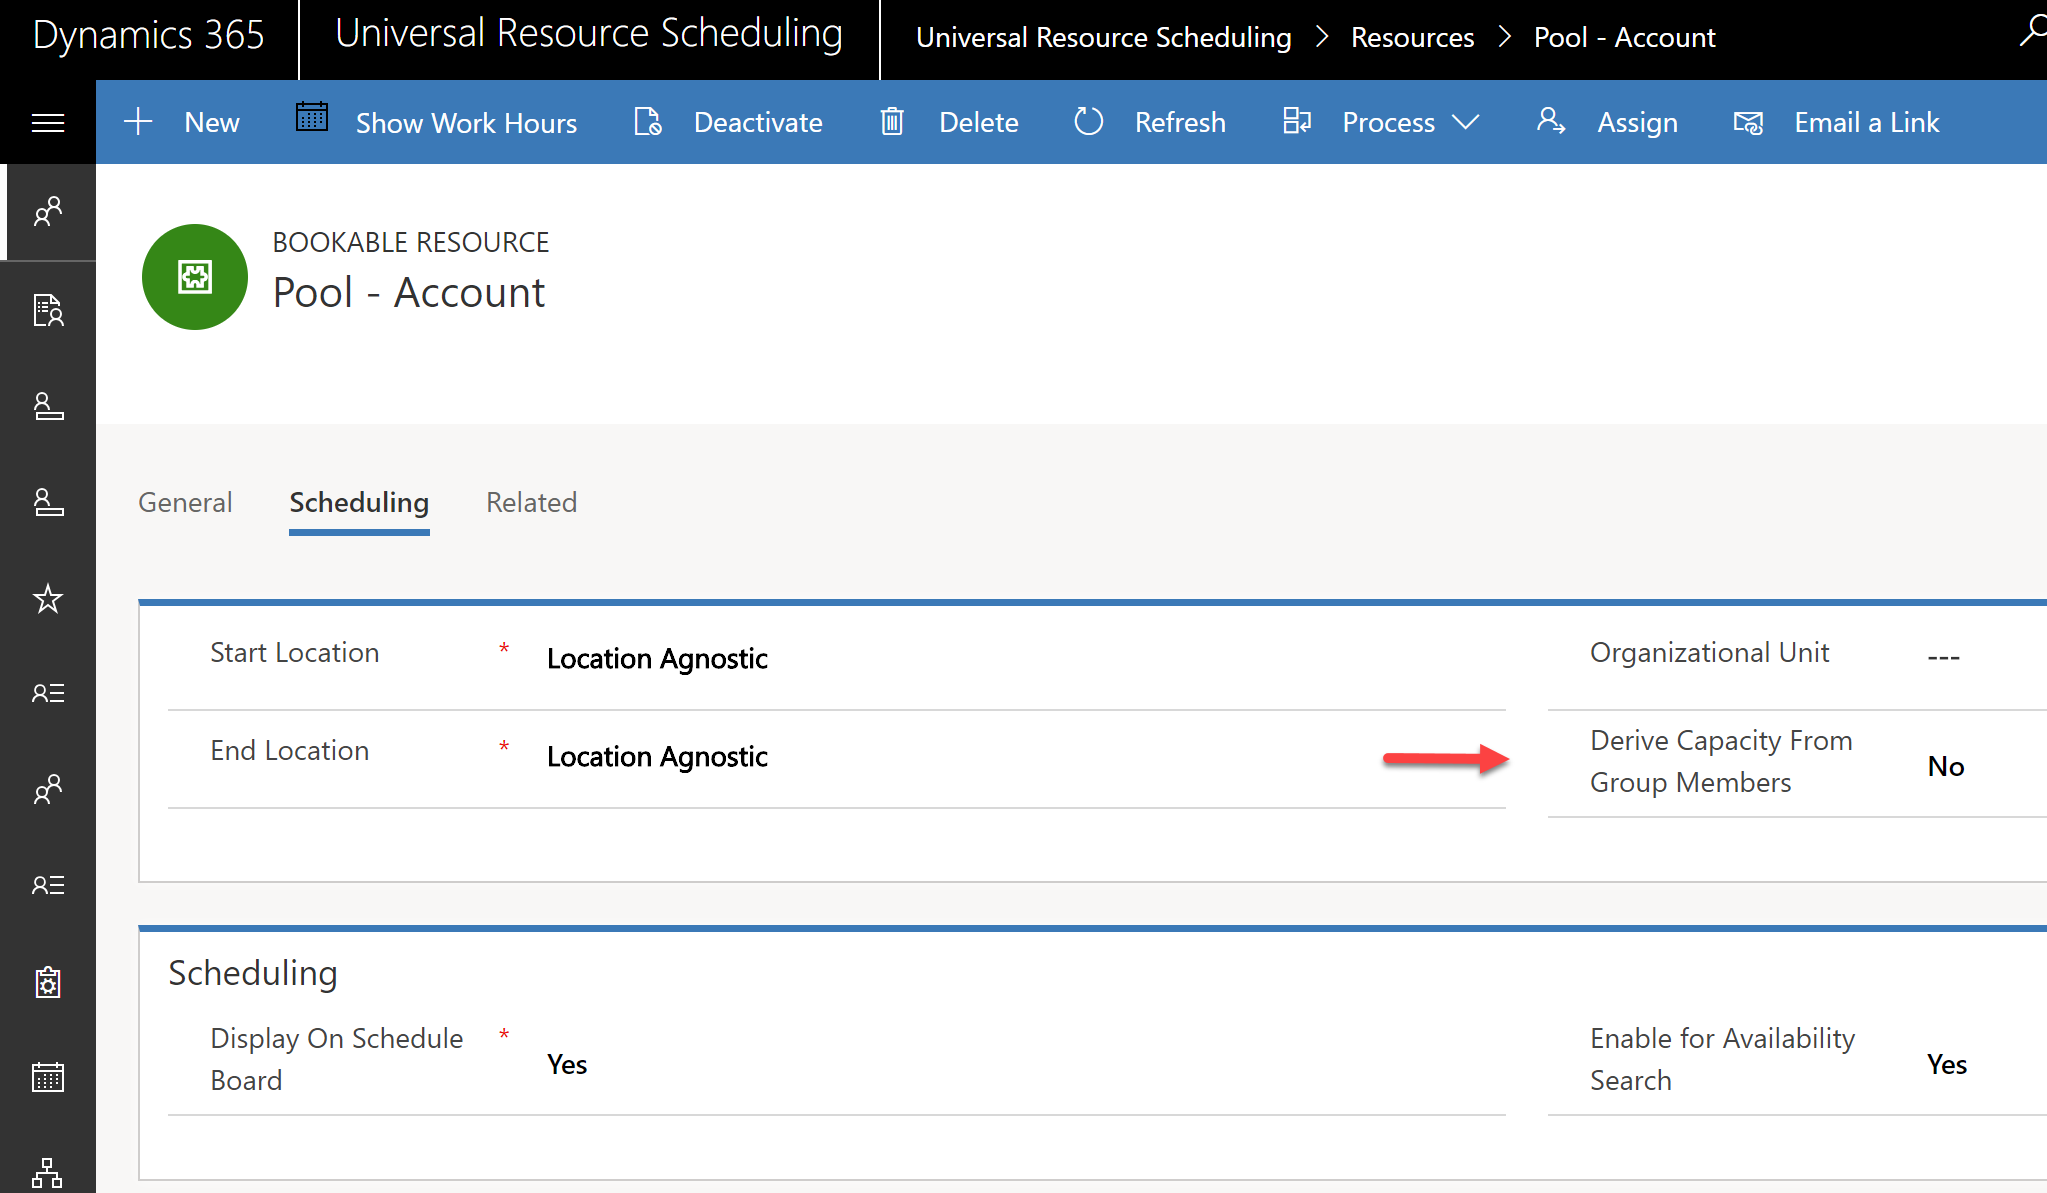 Dynamics 365
Universal Resource Scheduling
Universal Resource Scheduling > Resources > Pool - Account
New
Show Work Hours
Deactivate
Delete
Refresh
Process
Assign
Email a Link
BOOKABLE RESOURCE
Pool - Account
General
Scheduling
Related
Start Location * Location Agnostic
Organizational Unit ---
End Location * Location Agnostic
Derive Capacity From
Group Members
No
Scheduling
Display On Schedule *
Board
Yes
Enable for Availability
Search
Yes